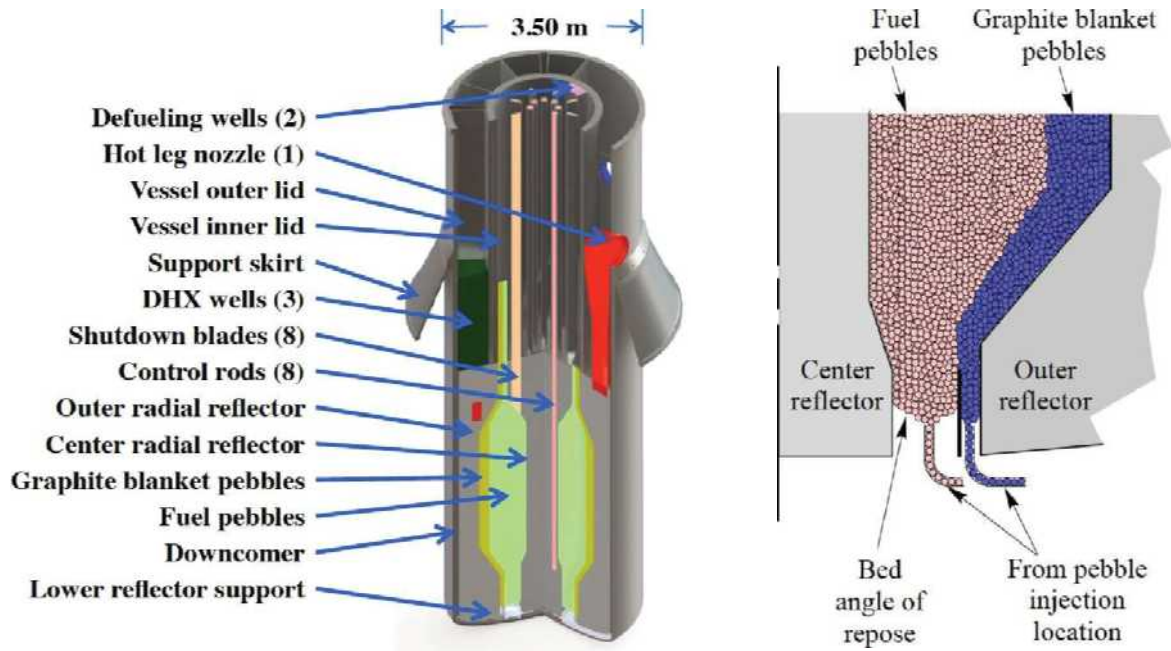 3.50 m
Defueling wells (2)
Hot leg nozzle (1)
Vessel outer lid
Vessel inner lid
Support skirt
DHX wells (3)
Shutdown blades (8)
Control rods (8)
Outer radial reflector
Center radial reflector
Graphite blanket pebbles
Fuel pebbles
Downcomer
Lower reflector support
Fuel
pebbles
Graphite blanket
pebbles
Center
reflector
Outer
reflector
Bed
angle of
repose
From pebble
injection
location